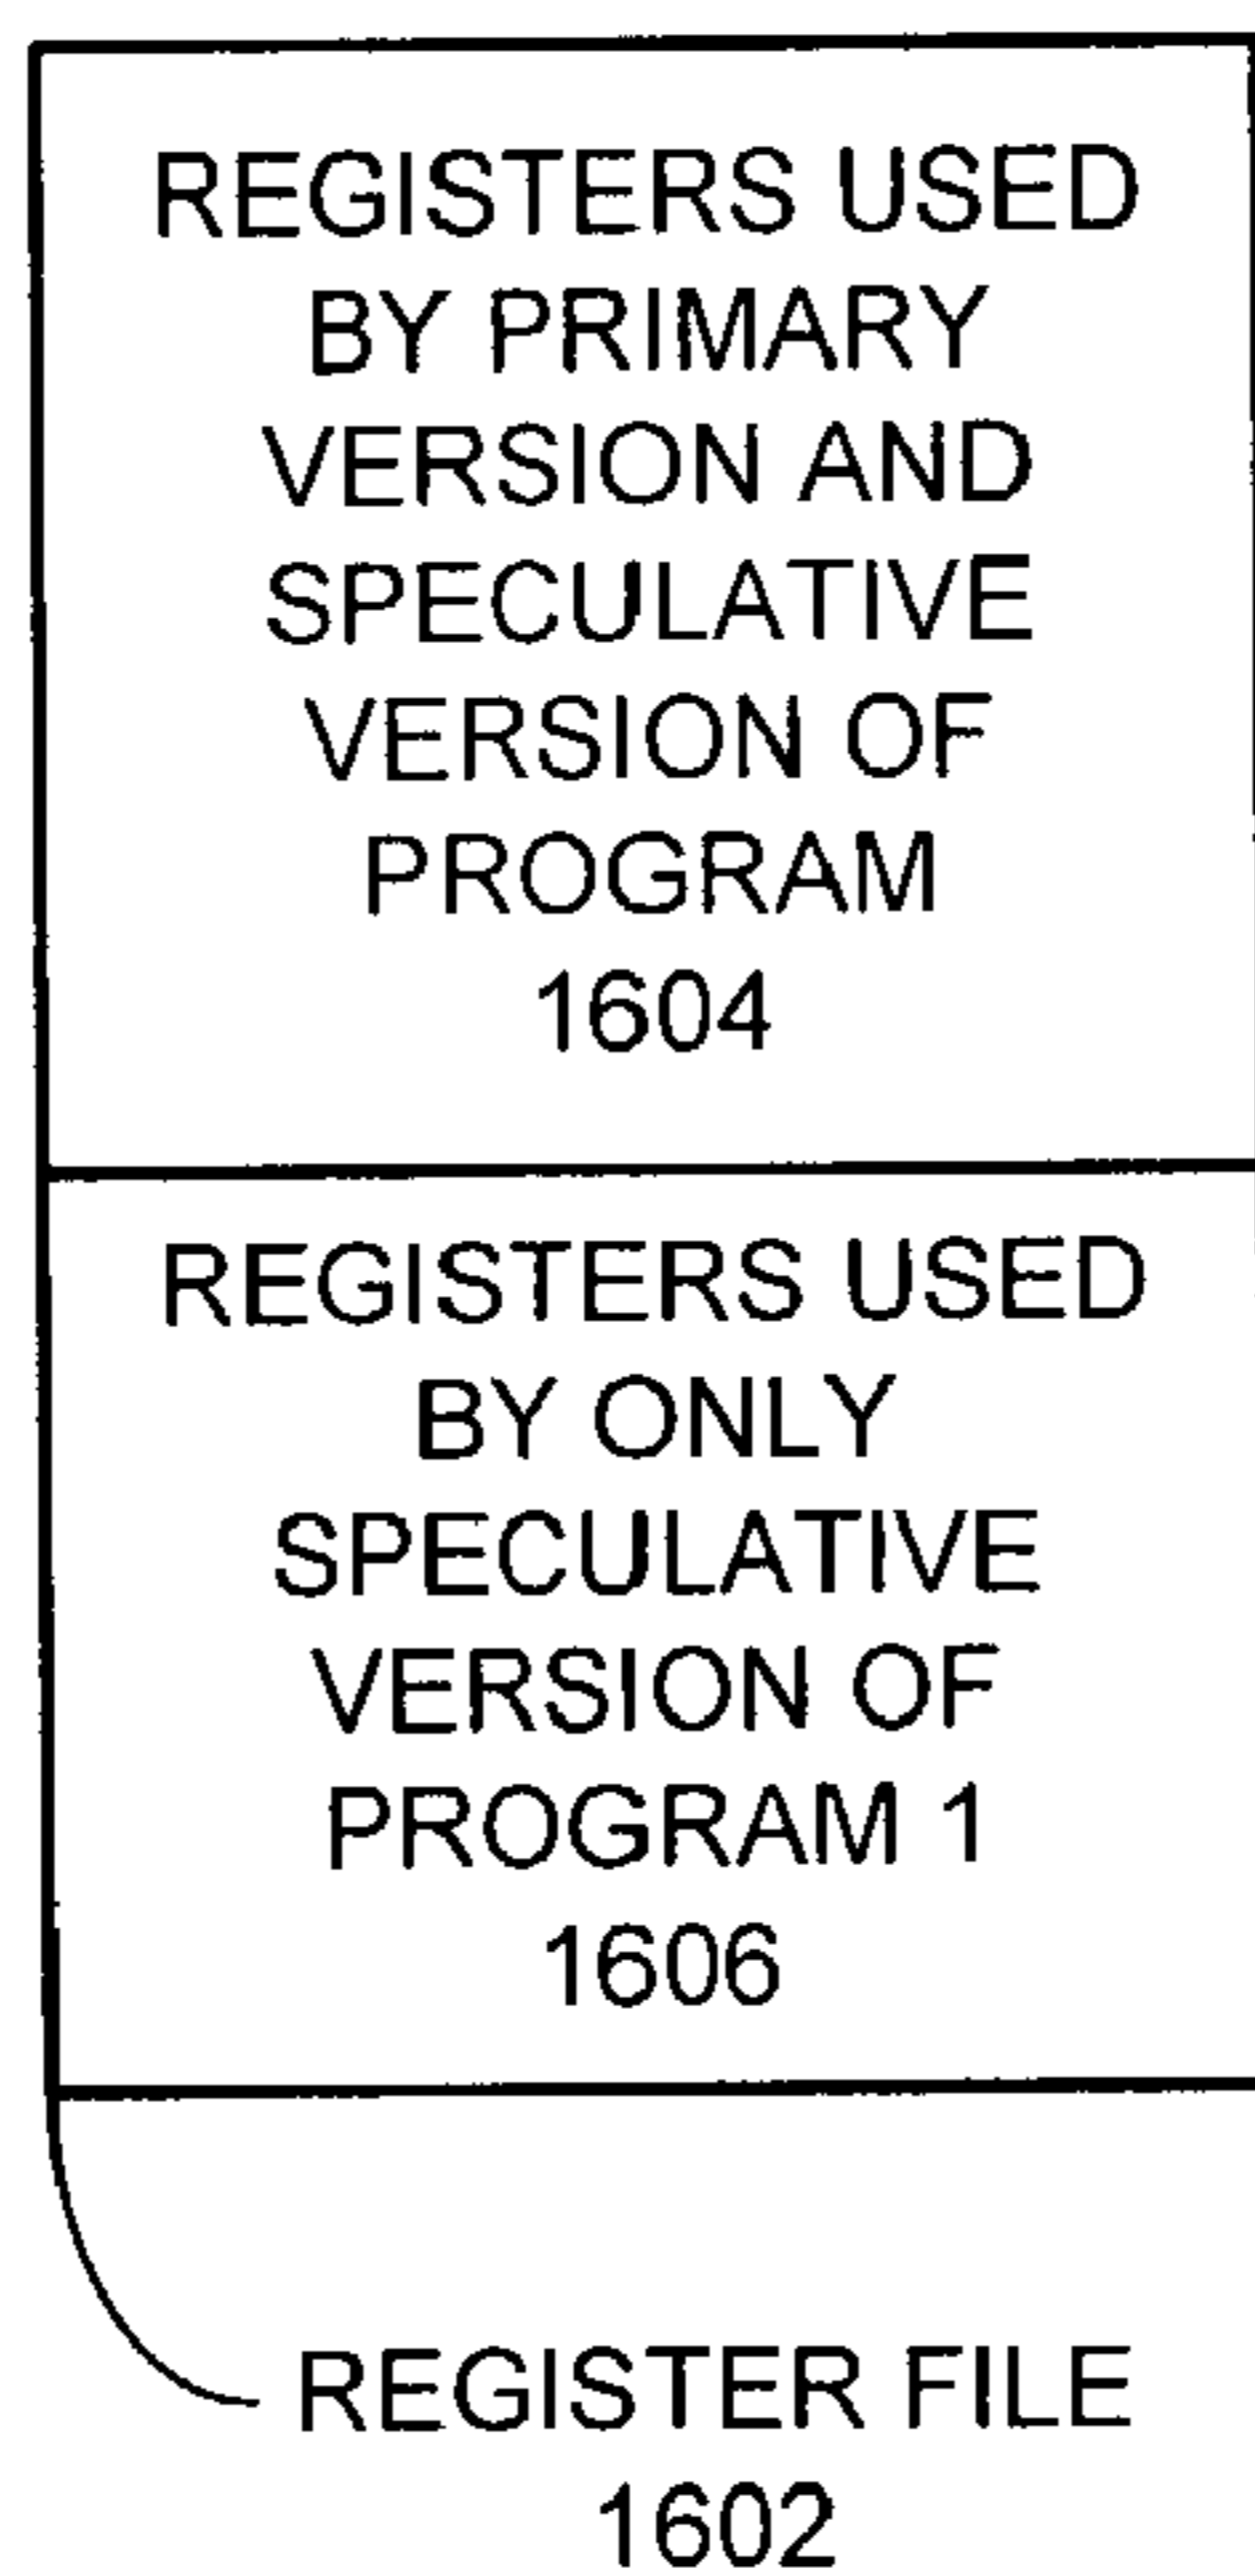 REGISTERS USED
BY PRIMARY
VERSION AND
SPECULATIVE
VERSION OF
PROGRAM
1604
REGISTERS USED
BY ONLY
SPECULATIVE
VERSION OF
PROGRAM 1
1606
REGISTER FILE
1602